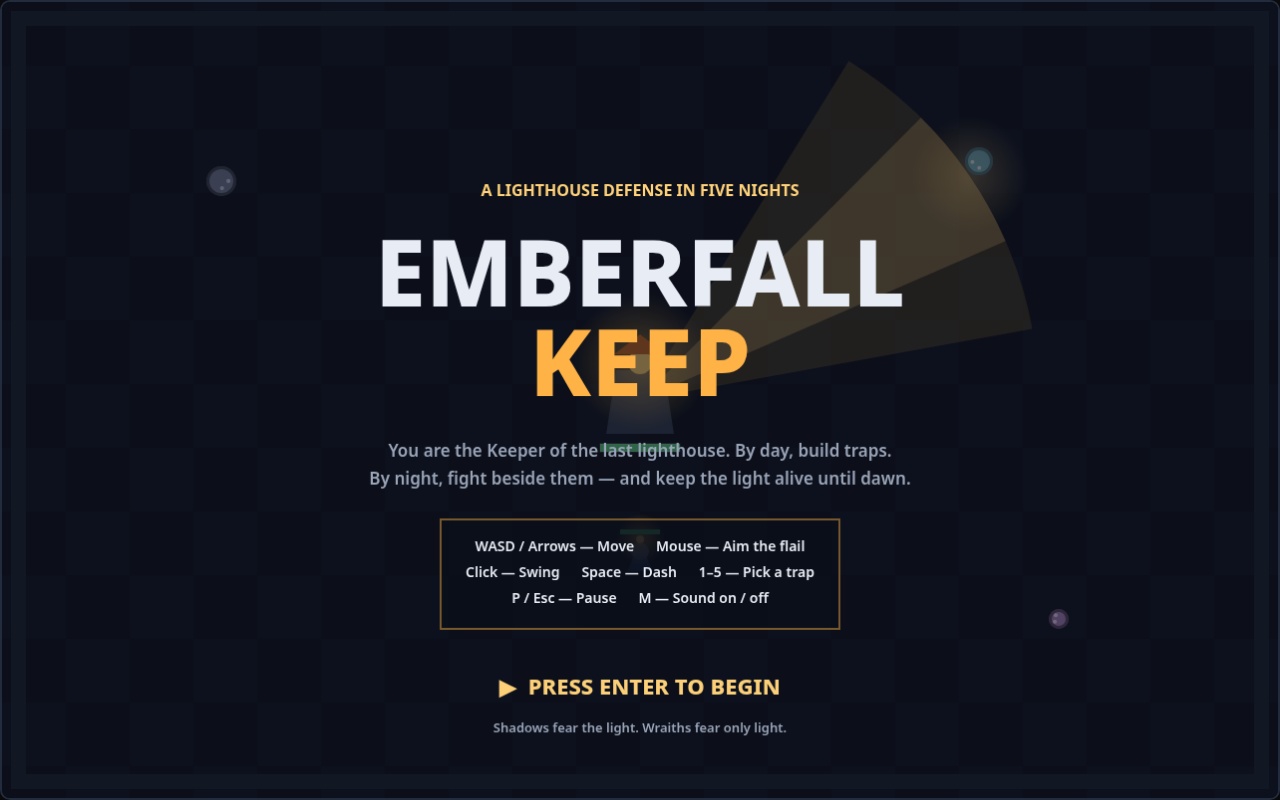 A LIGHTHOUSE DEFENSE IN FIVE NIGHTS
EMBERFALL
KEEP
You are the Keeper of the last lighthouse. By day, build traps.
By night, fight beside them — and keep the light alive until dawn.
WASD / Arrows — Move Mouse — Aim the flail
Click — Swing Space — Dash 1–5 — Pick a trap
P / Esc — Pause M — Sound on / off
▶ PRESS ENTER TO BEGIN
Shadows fear the light. Wraiths fear only light.